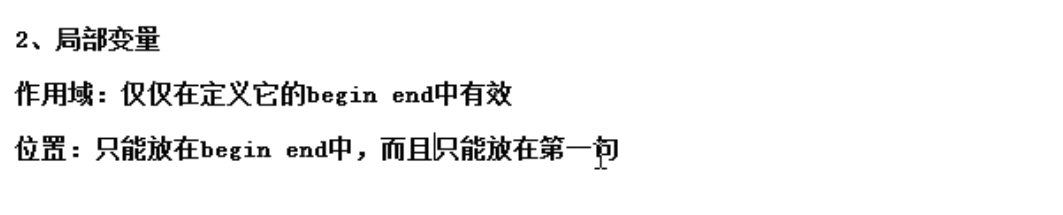 2、局部变量
作用域：仅仅在定义它的begin end中有效
位置：只能放在begin end中，而且只能放在第一句